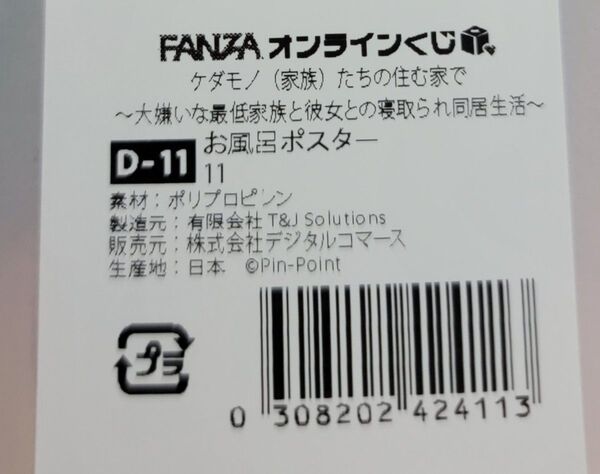 FANZA オンラインくじ
ケダモノ（家族）たちの住む家で
～大嫌いな最低家族と彼女との寝取られ同居生活～
D-11 お風呂ポスター
11
素材：ポリプロピレン
製造元：有限会社 T&J Solutions
販売元：株式会社デジタルコマース
生産地：日本 ©Pin-Point
プラ
0 308202 424113